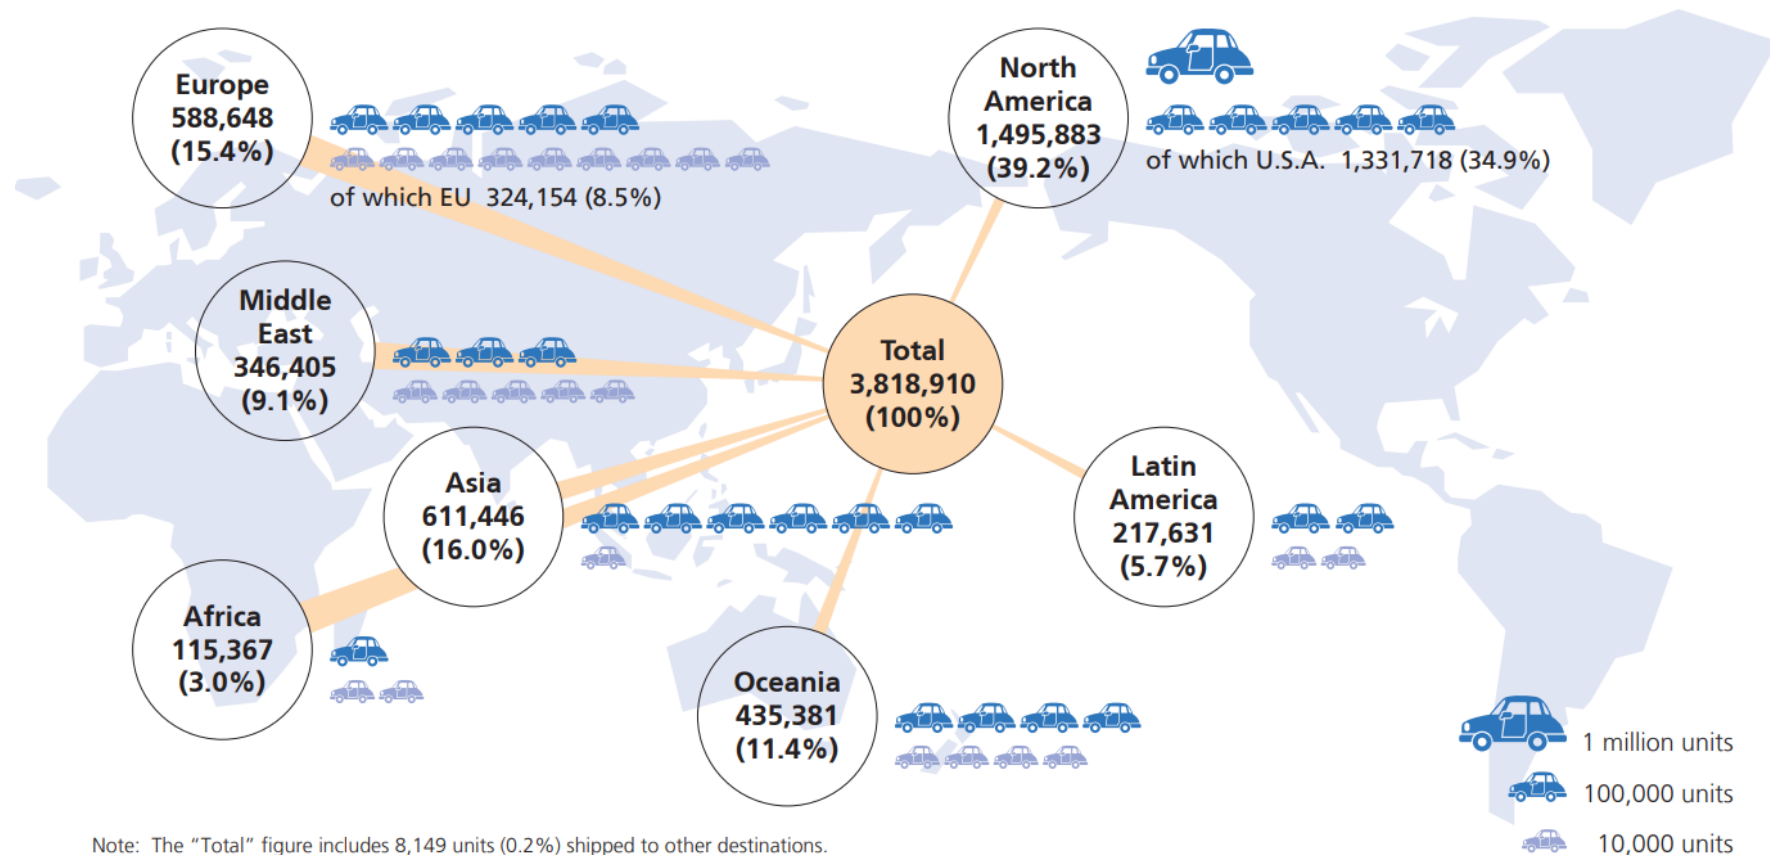 Europe
588,648
(15.4%)
of which EU 324,154 (8.5%)
North
America
1,495,883
(39.2%)
of which U.S.A. 1,331,718 (34.9%)
Middle
East
346,405
(9.1%)
Total
3,818,910
(100%)
Asia
611,446
(16.0%)
Latin
America
217,631
(5.7%)
Africa
115,367
(3.0%)
Oceania
435,381
(11.4%)
1 million units
100,000 units
10,000 units
Note: The “Total” figure includes 8,149 units (0.2%) shipped to other destinations.